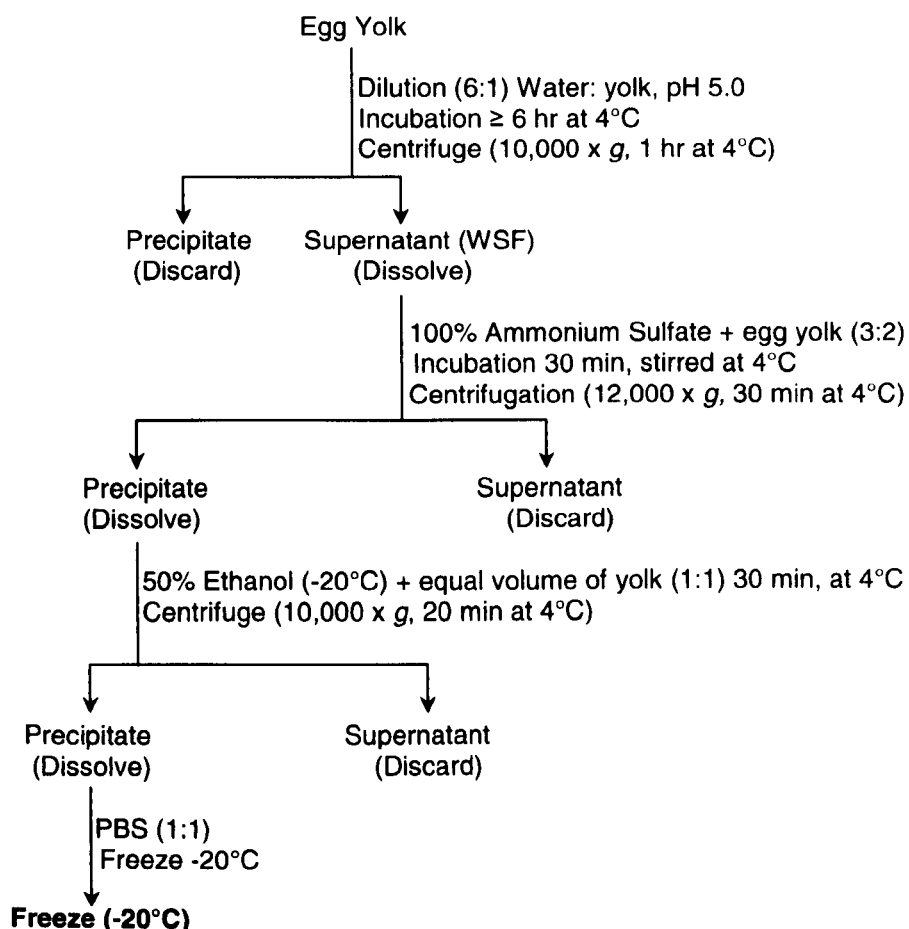 Egg Yolk
Dilution (6:1) Water: yolk, pH 5.0
Incubation ≥ 6 hr at 4°C
Centrifuge (10,000 x g, 1 hr at 4°C)
Precipitate
(Discard)
Supernatant (WSF)
(Dissolve)
100% Ammonium Sulfate + egg yolk (3:2)
Incubation 30 min, stirred at 4°C
Centrifugation (12,000 x g, 30 min at 4°C)
Precipitate
(Dissolve)
Supernatant
(Discard)
50% Ethanol (-20°C) + equal volume of yolk (1:1) 30 min, at 4°C
Centrifuge (10,000 x g, 20 min at 4°C)
Precipitate
(Dissolve)
Supernatant
(Discard)
PBS (1:1)
Freeze -20°C
Freeze (-20°C)